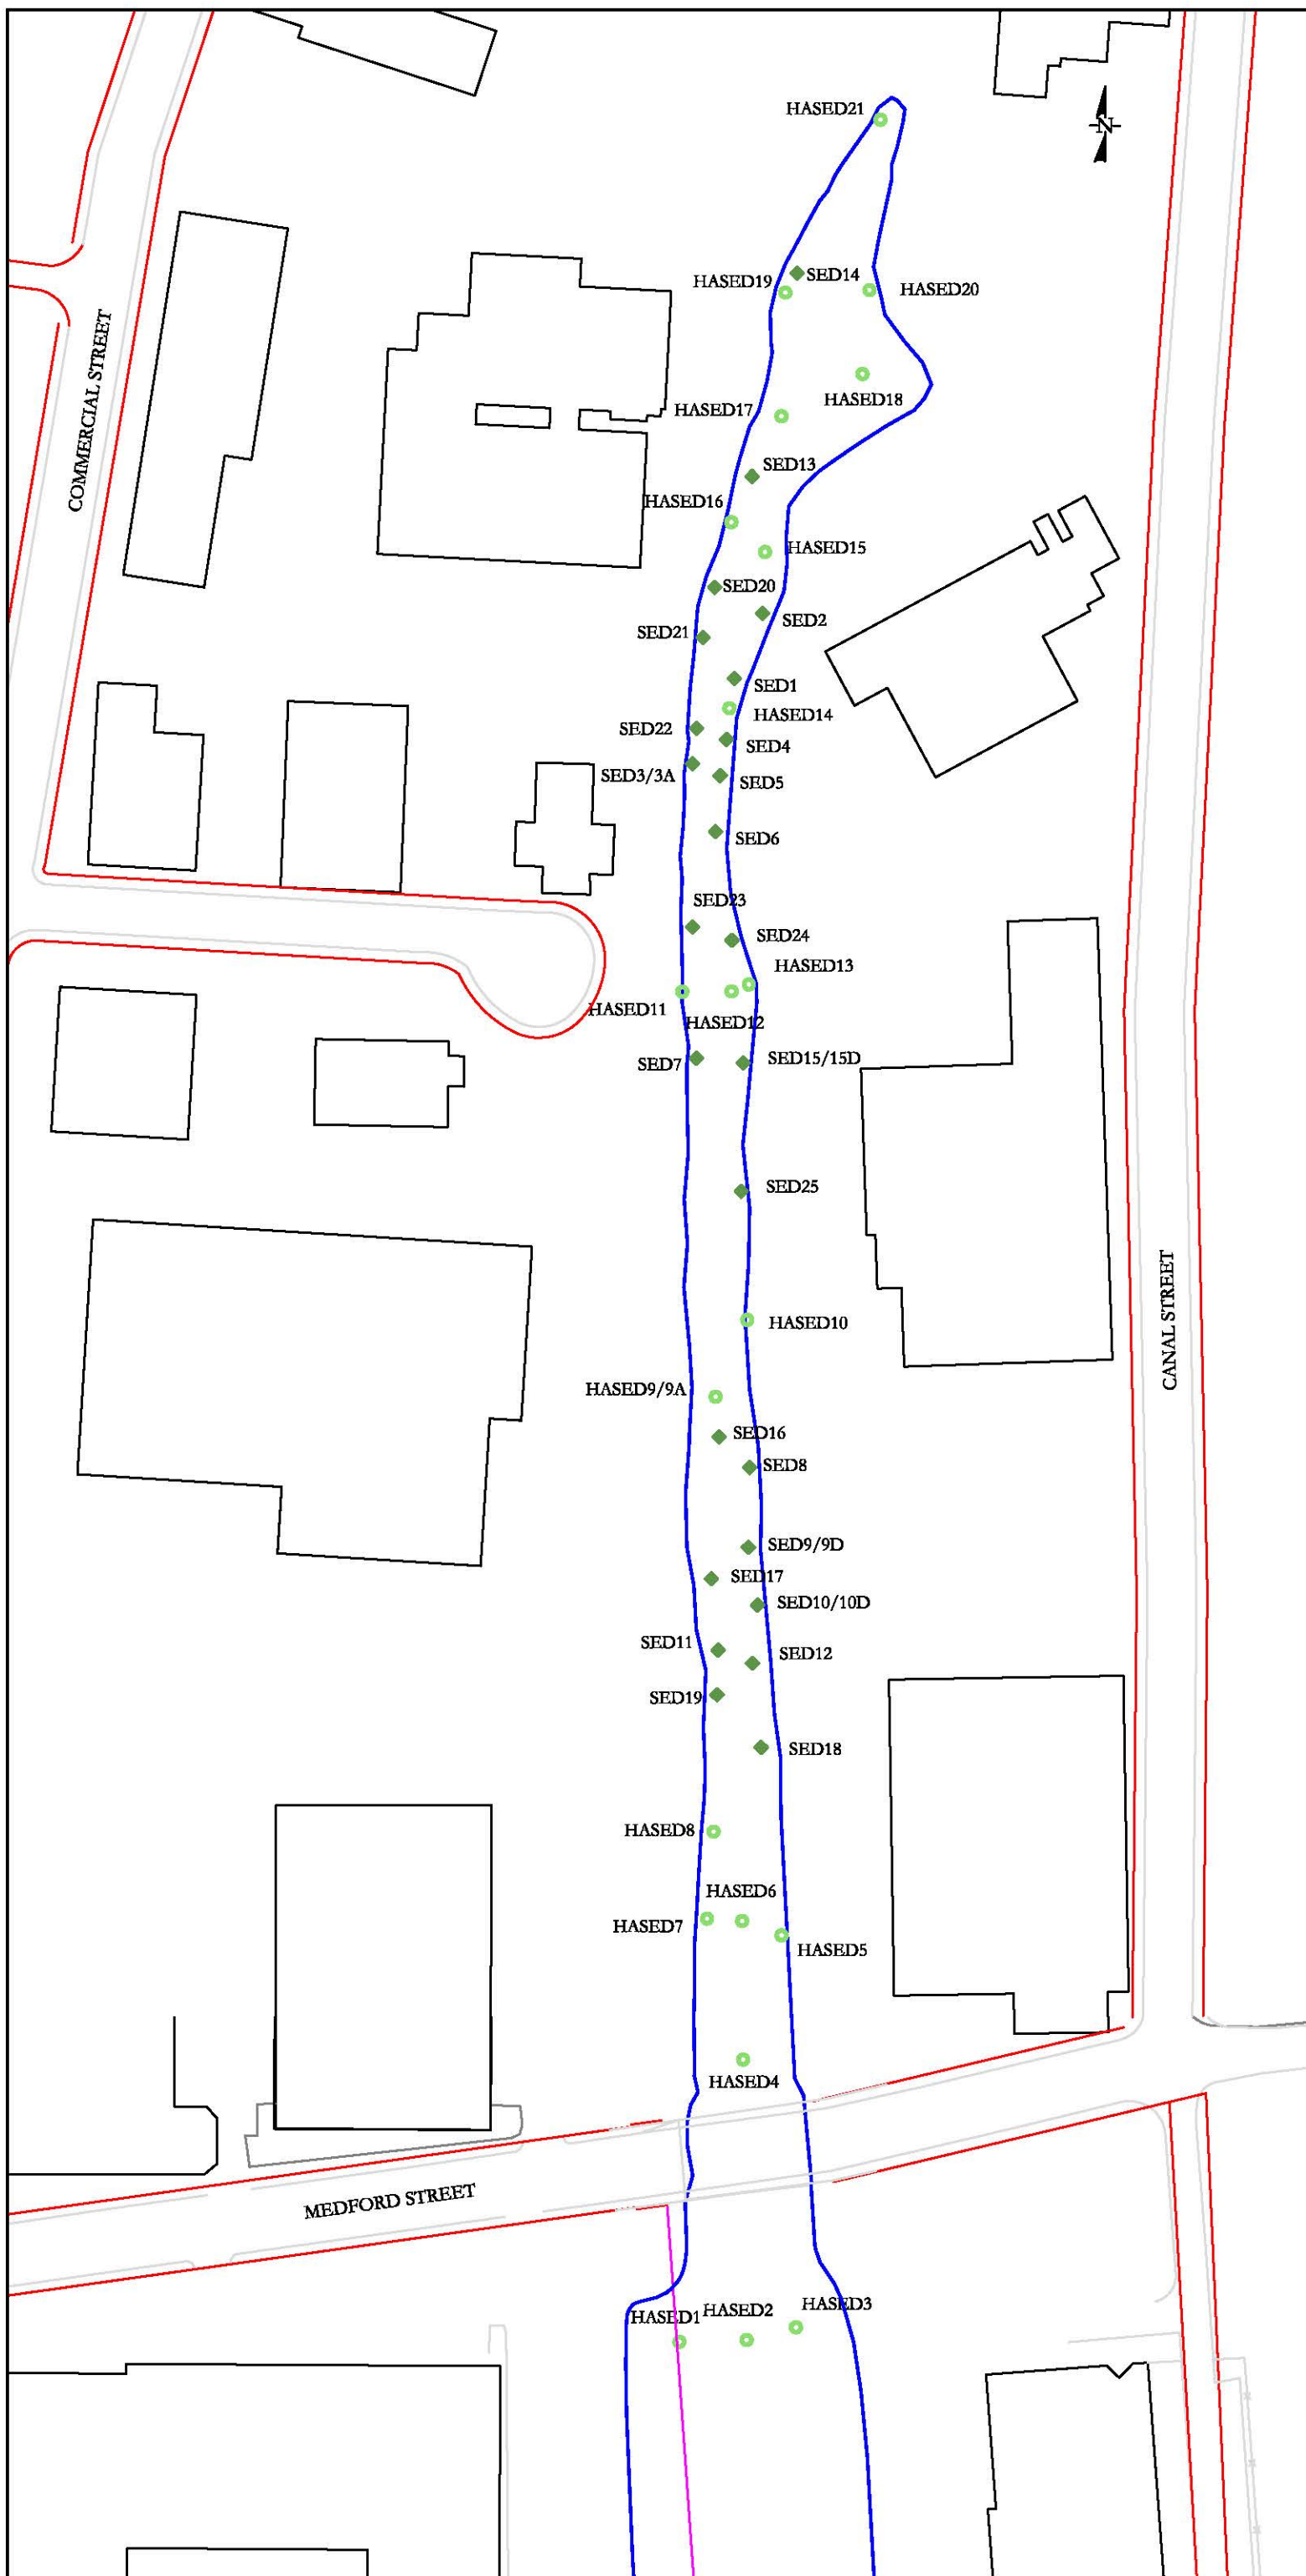 HASED21
N
HASED19
SED14
HASED20
HASED18
HASED17
SED13
HASED16
HASED15
SED20
SED2
SED21
SED1
HASED14
SED22
SED4
SED3/3A
SED5
SED6
SED23
SED24
HASED13
HASED11
HASED12
SED7
SED15/15D
SED25
HASED10
HASED9/9A
SED16
SED8
SED9/9D
SED17
SED10/10D
SED11
SED12
SED19
SED18
HASED8
HASED6
HASED7
HASED5
HASED4
HASED3
HASED2
HASED1
COMMERCIAL STREET
CANAL STREET
MEDFORD STREET